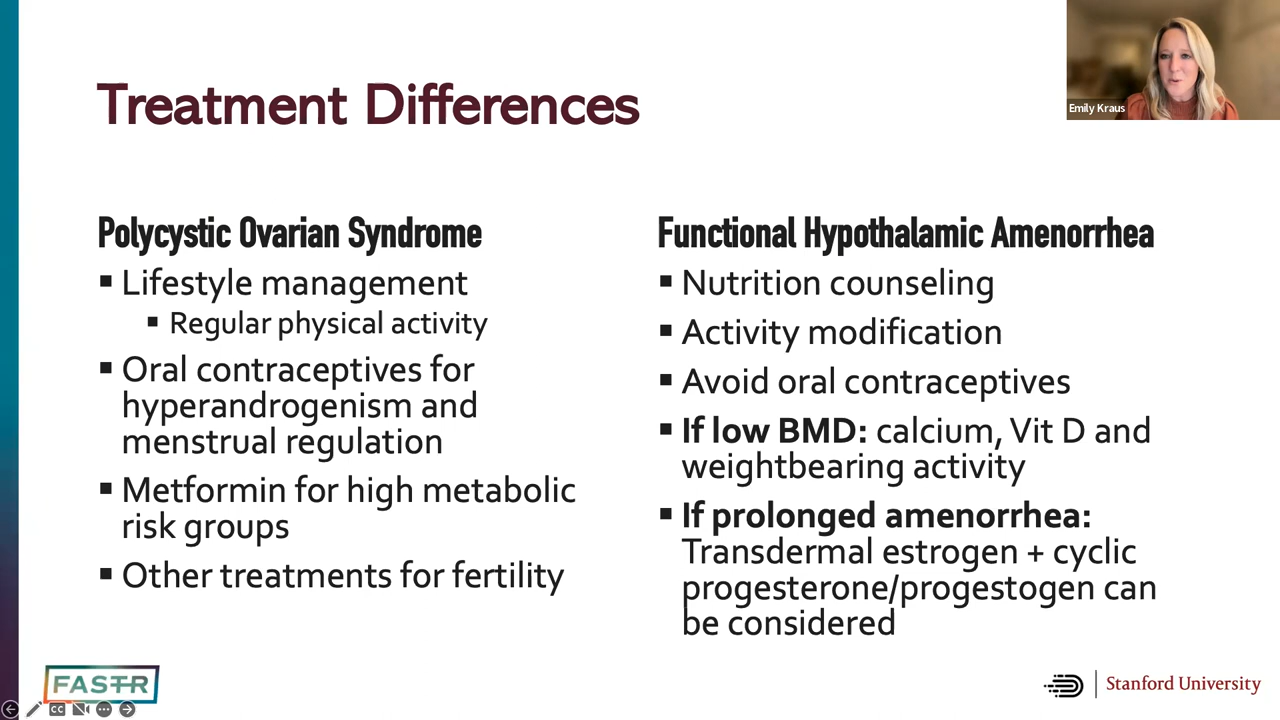 Treatment Differences
Emily Kraus
Polycystic Ovarian Syndrome
▪ Lifestyle management
▪ Regular physical activity
▪ Oral contraceptives for
hyperandrogenism and
menstrual regulation
▪ Metformin for high metabolic
risk groups
▪ Other treatments for fertility
Functional Hypothalamic Amenorrhea
▪ Nutrition counseling
▪ Activity modification
▪ Avoid oral contraceptives
▪ If low BMD: calcium, Vit D and
weightbearing activity
▪ If prolonged amenorrhea:
Transdermal estrogen + cyclic
progesterone/progestogen can
be considered
FASTR
CC
Stanford University